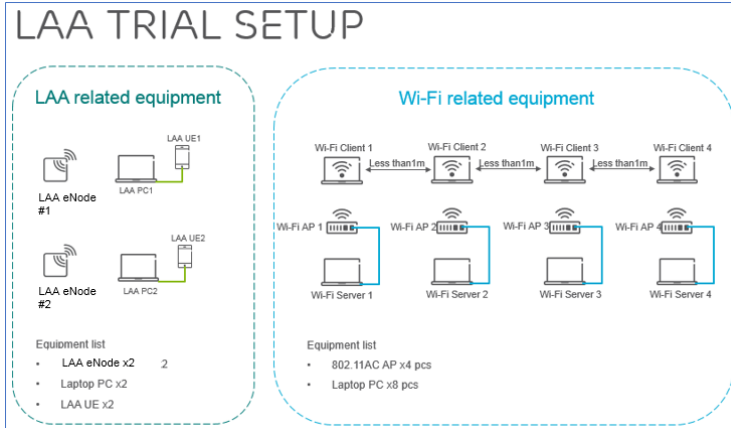 LAA TRIAL SETUP
LAA related equipment
LAA UE1
LAA eNode
#1
LAA PC1
LAA UE2
LAA eNode
#2
LAA PC2
Equipment list
• LAA eNode x2 2
• Laptop PC x2
• LAA UE x2
Wi-Fi related equipment
Wi-Fi Client 1 Wi-Fi Client 2 Wi-Fi Client 3 Wi-Fi Client 4
Less than1m Less than1m Less than1m
Wi-Fi AP 1 Wi-Fi AP 2 Wi-Fi AP 3 Wi-Fi AP 4
Wi-Fi Server 1 Wi-Fi Server 2 Wi-Fi Server 3 Wi-Fi Server 4
Equipment list
• 802.11AC AP x4 pcs
• Laptop PC x8 pcs